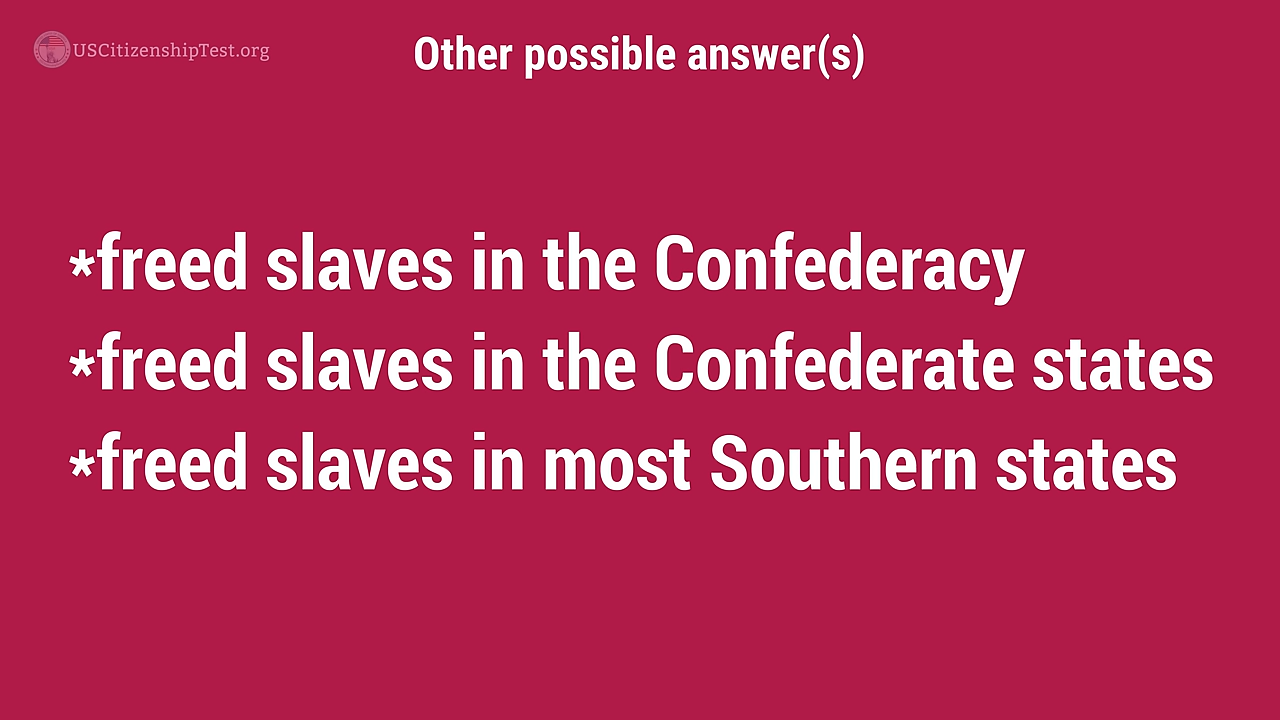 USCitizenshipTest.org
Other possible answer(s)
*freed slaves in the Confederacy
*freed slaves in the Confederate states
*freed slaves in most Southern states